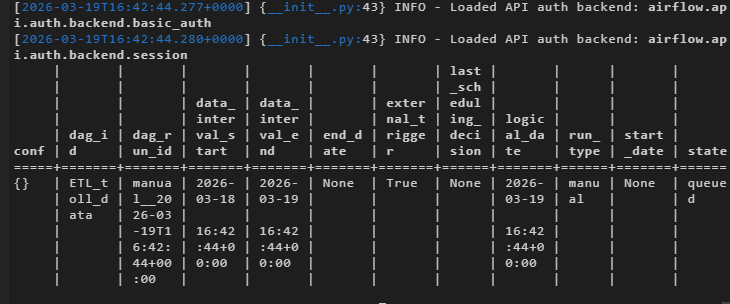 [2026-03-19T16:42:44.277+0000] {__init__.py:43} INFO - Loaded API auth backend: airflow.ap
i.auth.backend.basic_auth
[2026-03-19T16:42:44.280+0000] {__init__.py:43} INFO - Loaded API auth backend: airflow.ap
i.auth.backend.session
     |       |       |       |       |       |       | last  |       |      |       |
     |       |       |       |       |       |       | _sch  |       |      |       |
     |       |       | data_ | data_ |       | exter | eduli |       |      |       |
     |       |       | inter | inter |       | nal_t | ng_   | logic |      |       |
     | dag_i | dag_r | val_s | val_e | end_d | rigge | deci  | al_da | run_ | start |
conf | d     | un_id | tart  | nd    | ate   | r     | sion  | te    | type | _date | state
=====+=======+=======+=======+=======+=======+=======+=======+=======+======+=======+======
{}   | ETL_t | manua | 2026- | 2026- | None  | True  | None  | 2026- | manu | None  | queue
     | oll_d | l__20 | 03-18 | 03-19 |       |       |       | 03-19 | al   |       | d
     | ata   | 26-03 |       |       |       |       |       |       |      |       |
     |       | -19T1 | 16:42 | 16:42 |       |       |       | 16:42 |      |       |
     |       | 6:42: | :44+0 | :44+0 |       |       |       | :44+0 |      |       |
     |       | 44+00 | 0:00  | 0:00  |       |       |       | 0:00  |      |       |
     |       | :00   |       |       |       |       |       |       |      |       |